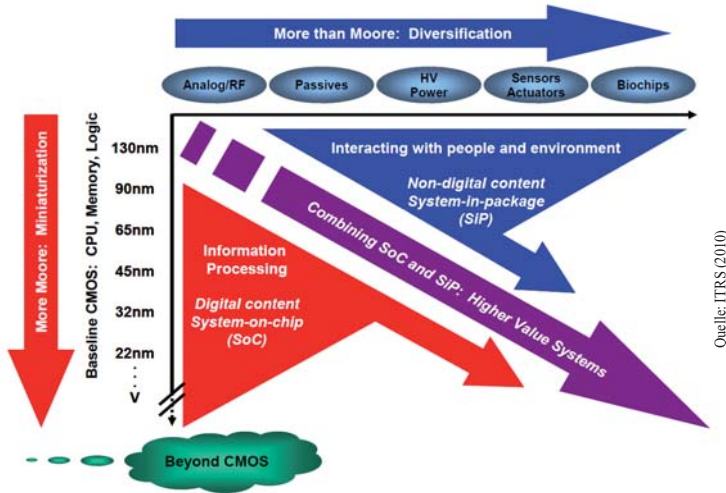 More than Moore: Diversification
Analog/RF
Passives
HV
Power
Sensors
Actuators
Biochips
More Moore: Miniaturization
Baseline CMOS: CPU, Memory, Logic
130nm
90nm
65nm
45nm
32nm
22nm
V
Interacting with people and environment
Non-digital content
System-in-package
(SiP)
Combining SoC and SiP: Higher Value Systems
Information
Processing
Digital content
System-on-chip
(SoC)
Beyond CMOS
Quelle: ITRS (2010)